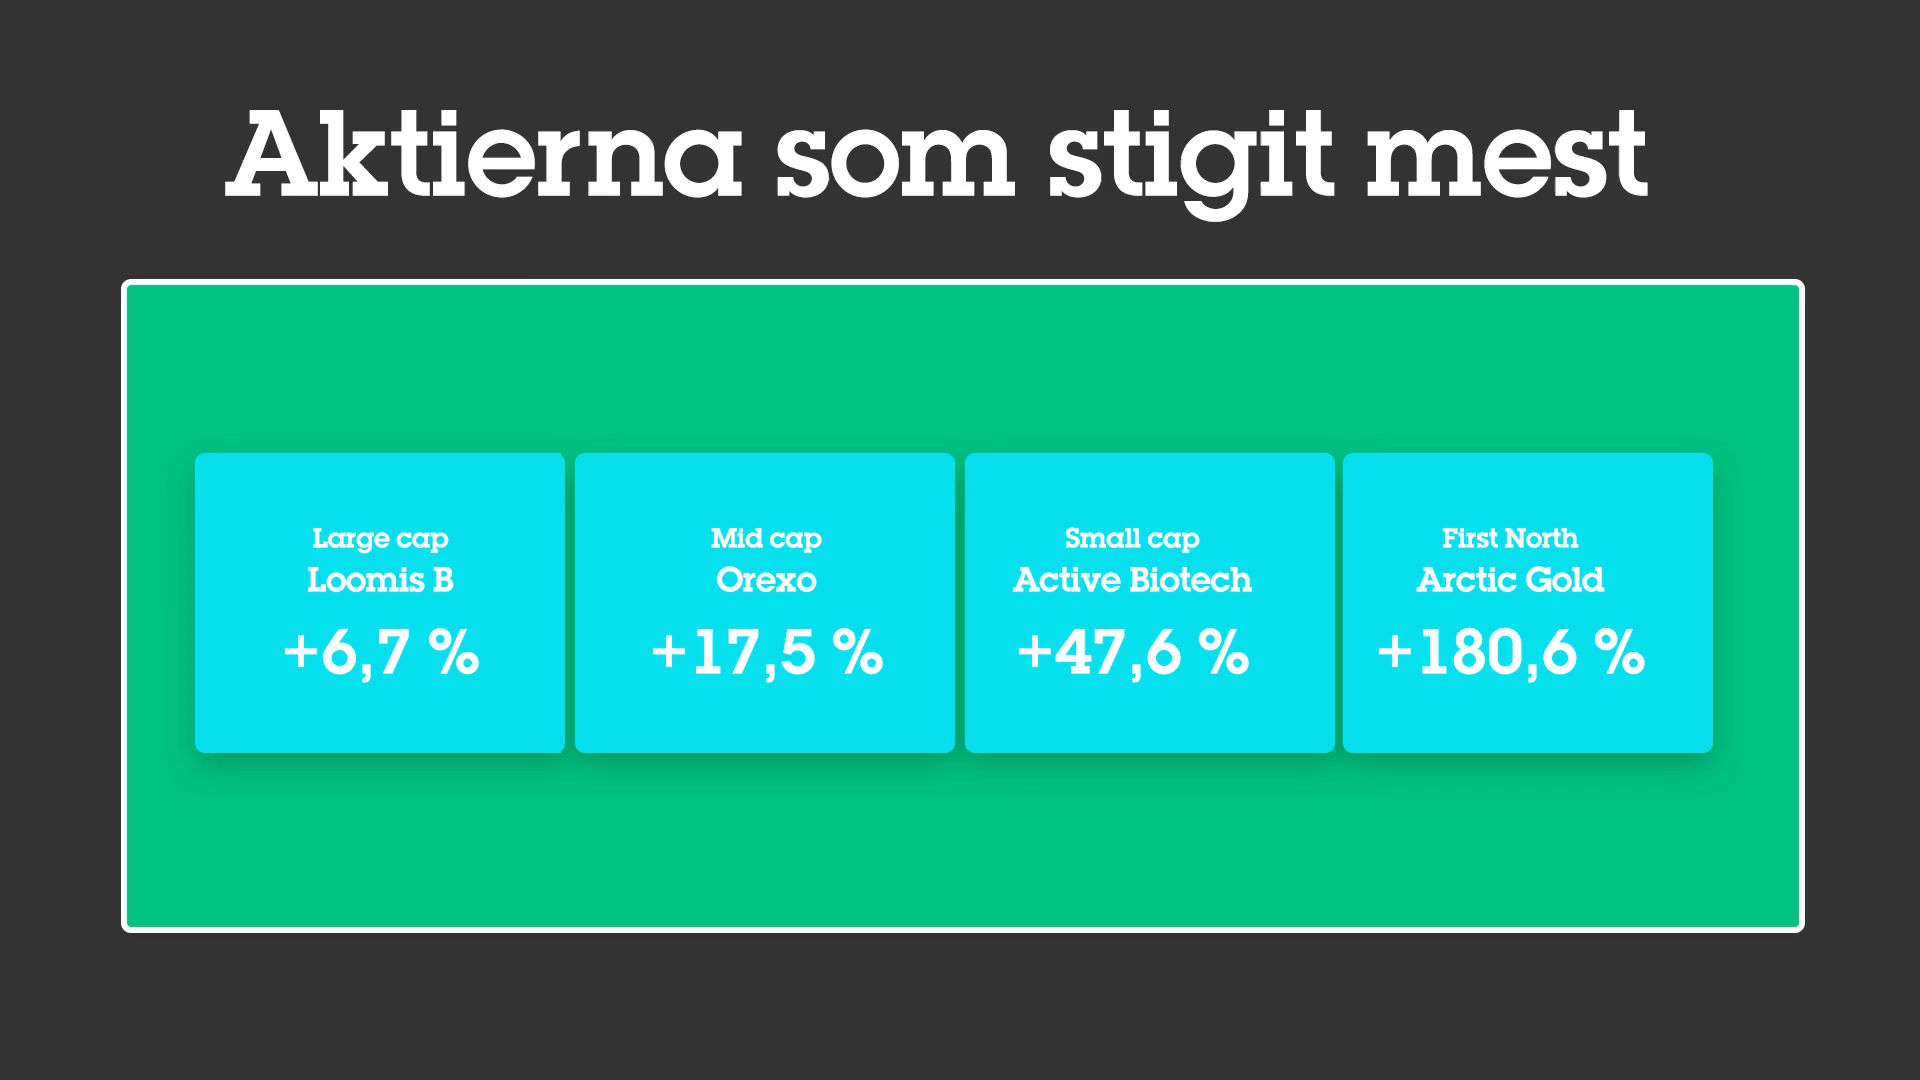 Aktierna som stigit mest
Large cap
Loomis B
+6,7 %
Mid cap
Orexo
+17,5 %
Small cap
Active Biotech
+47,6 %
First North
Arctic Gold
+180,6 %